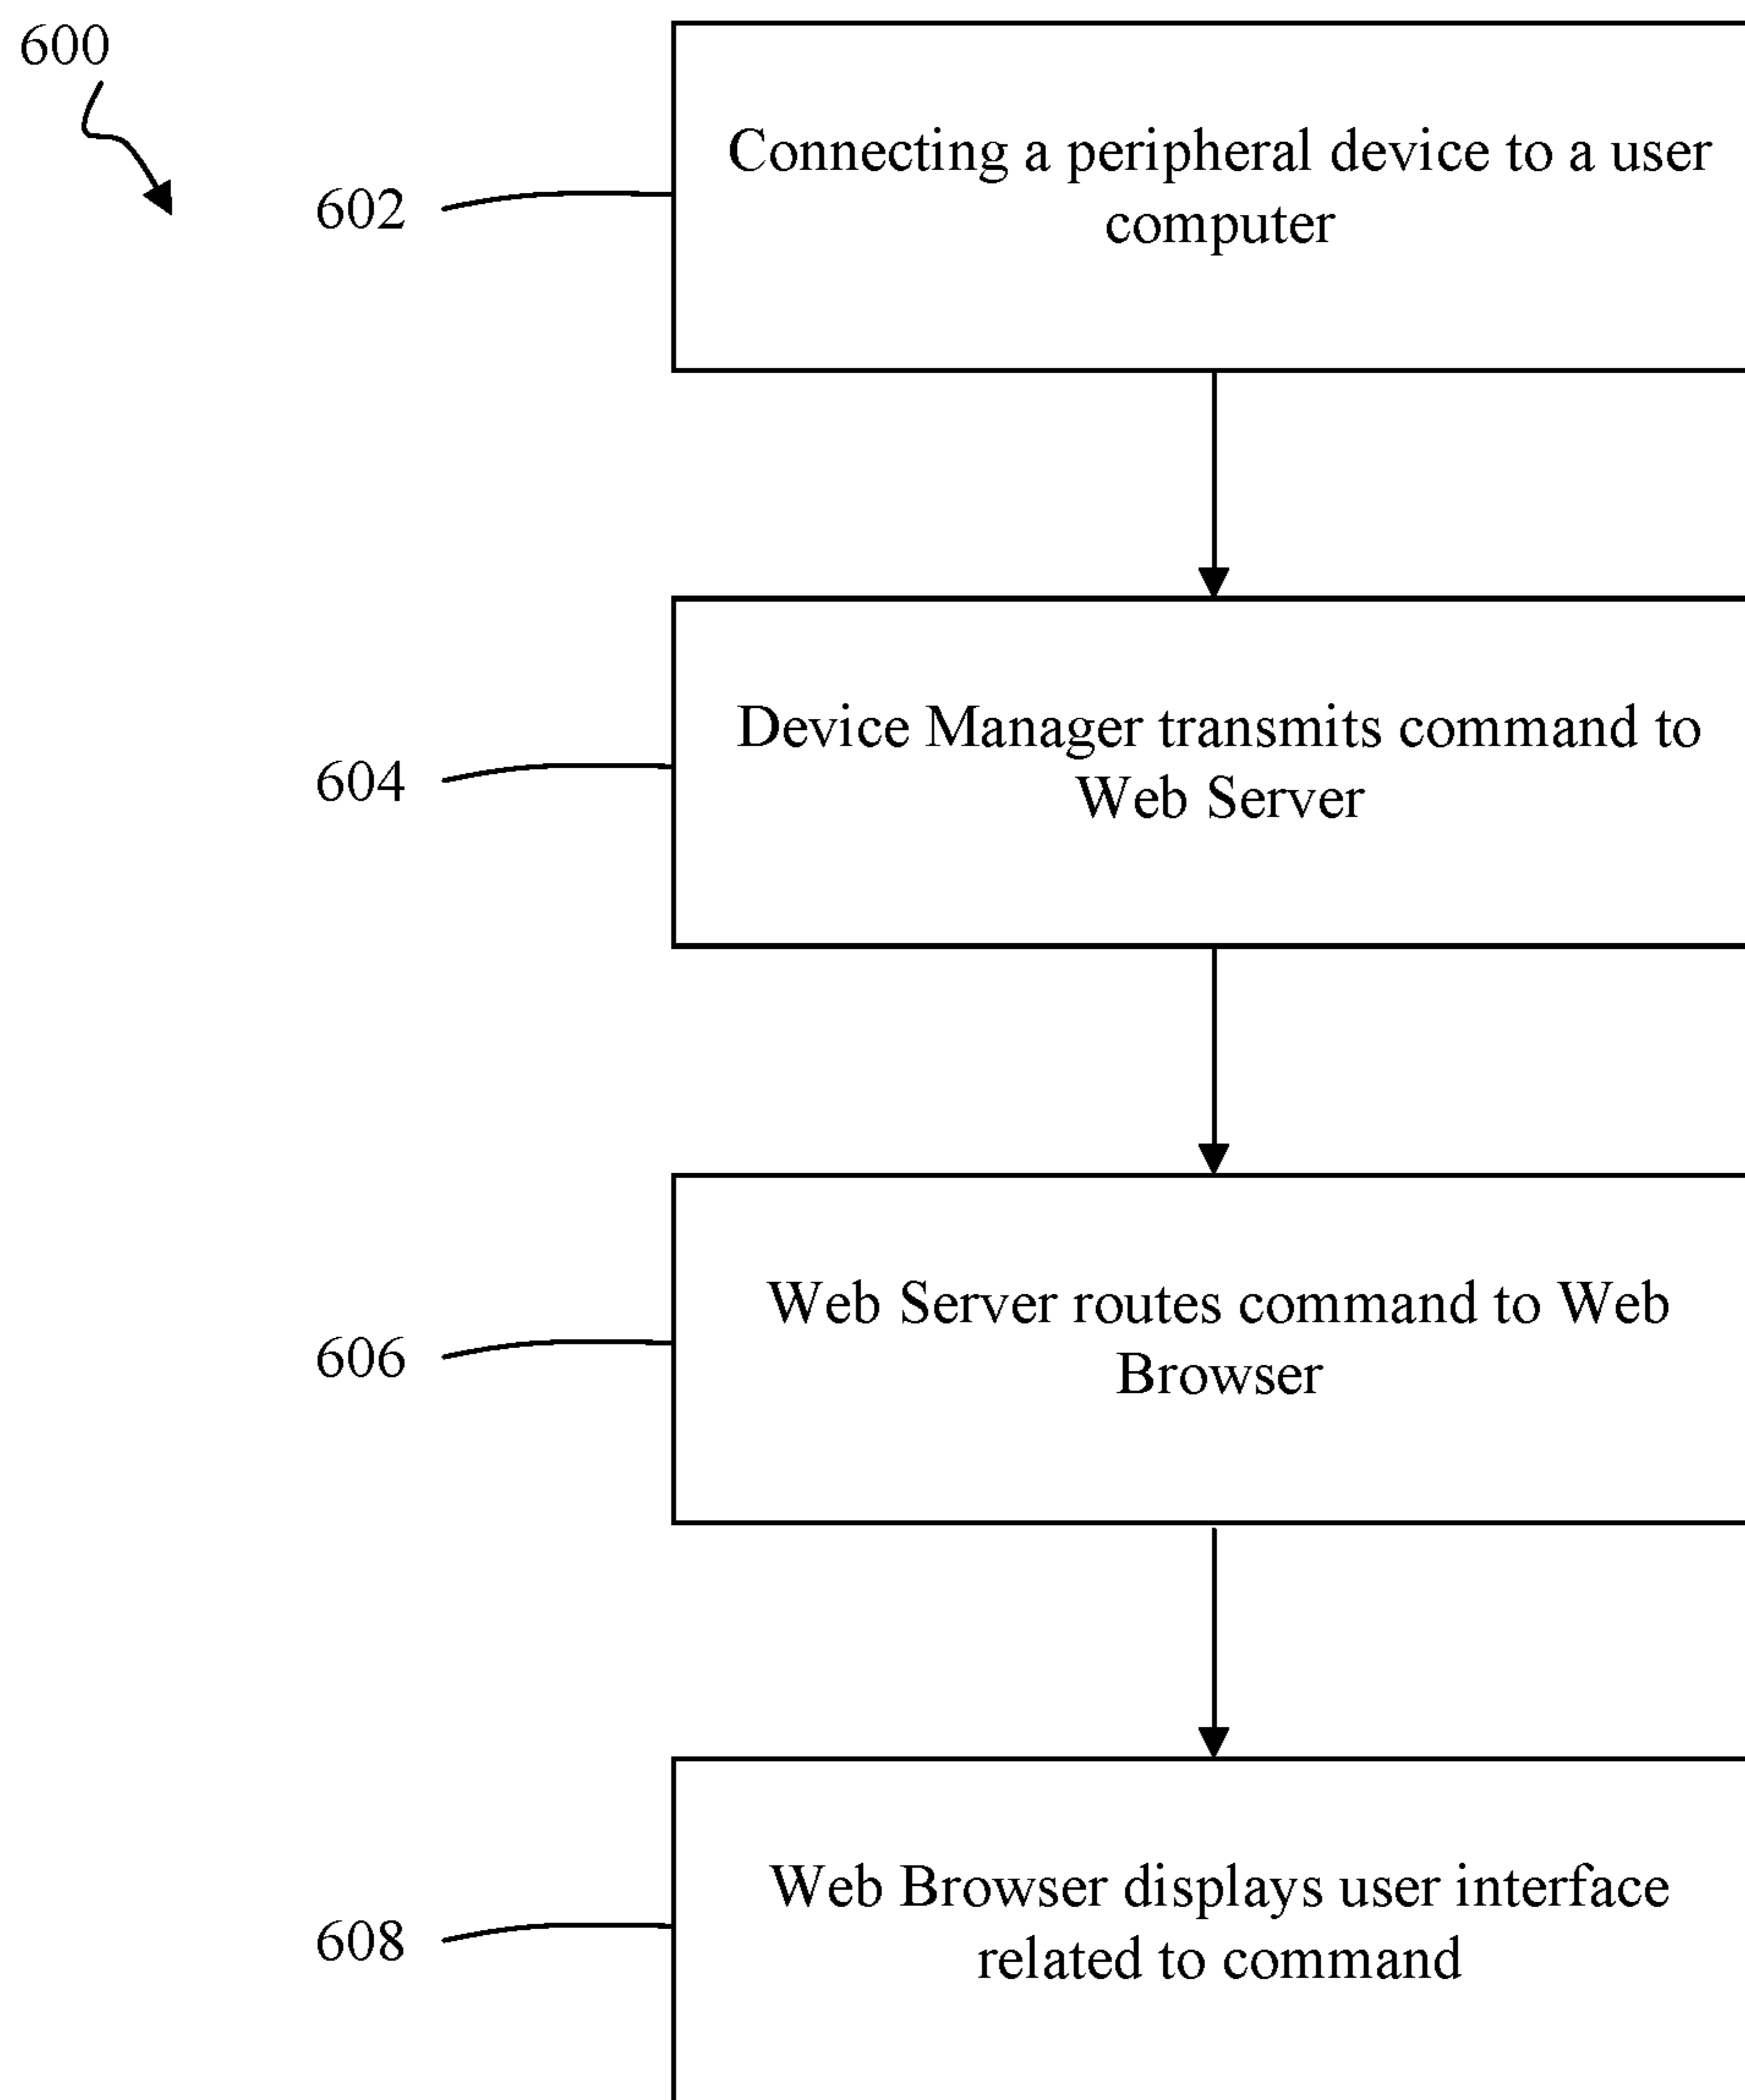 600
Connecting a peripheral device to a user
computer
602
Device Manager transmits command to
Web Server
604
Web Server routes command to Web
Browser
606
Web Browser displays user interface
related to command
608